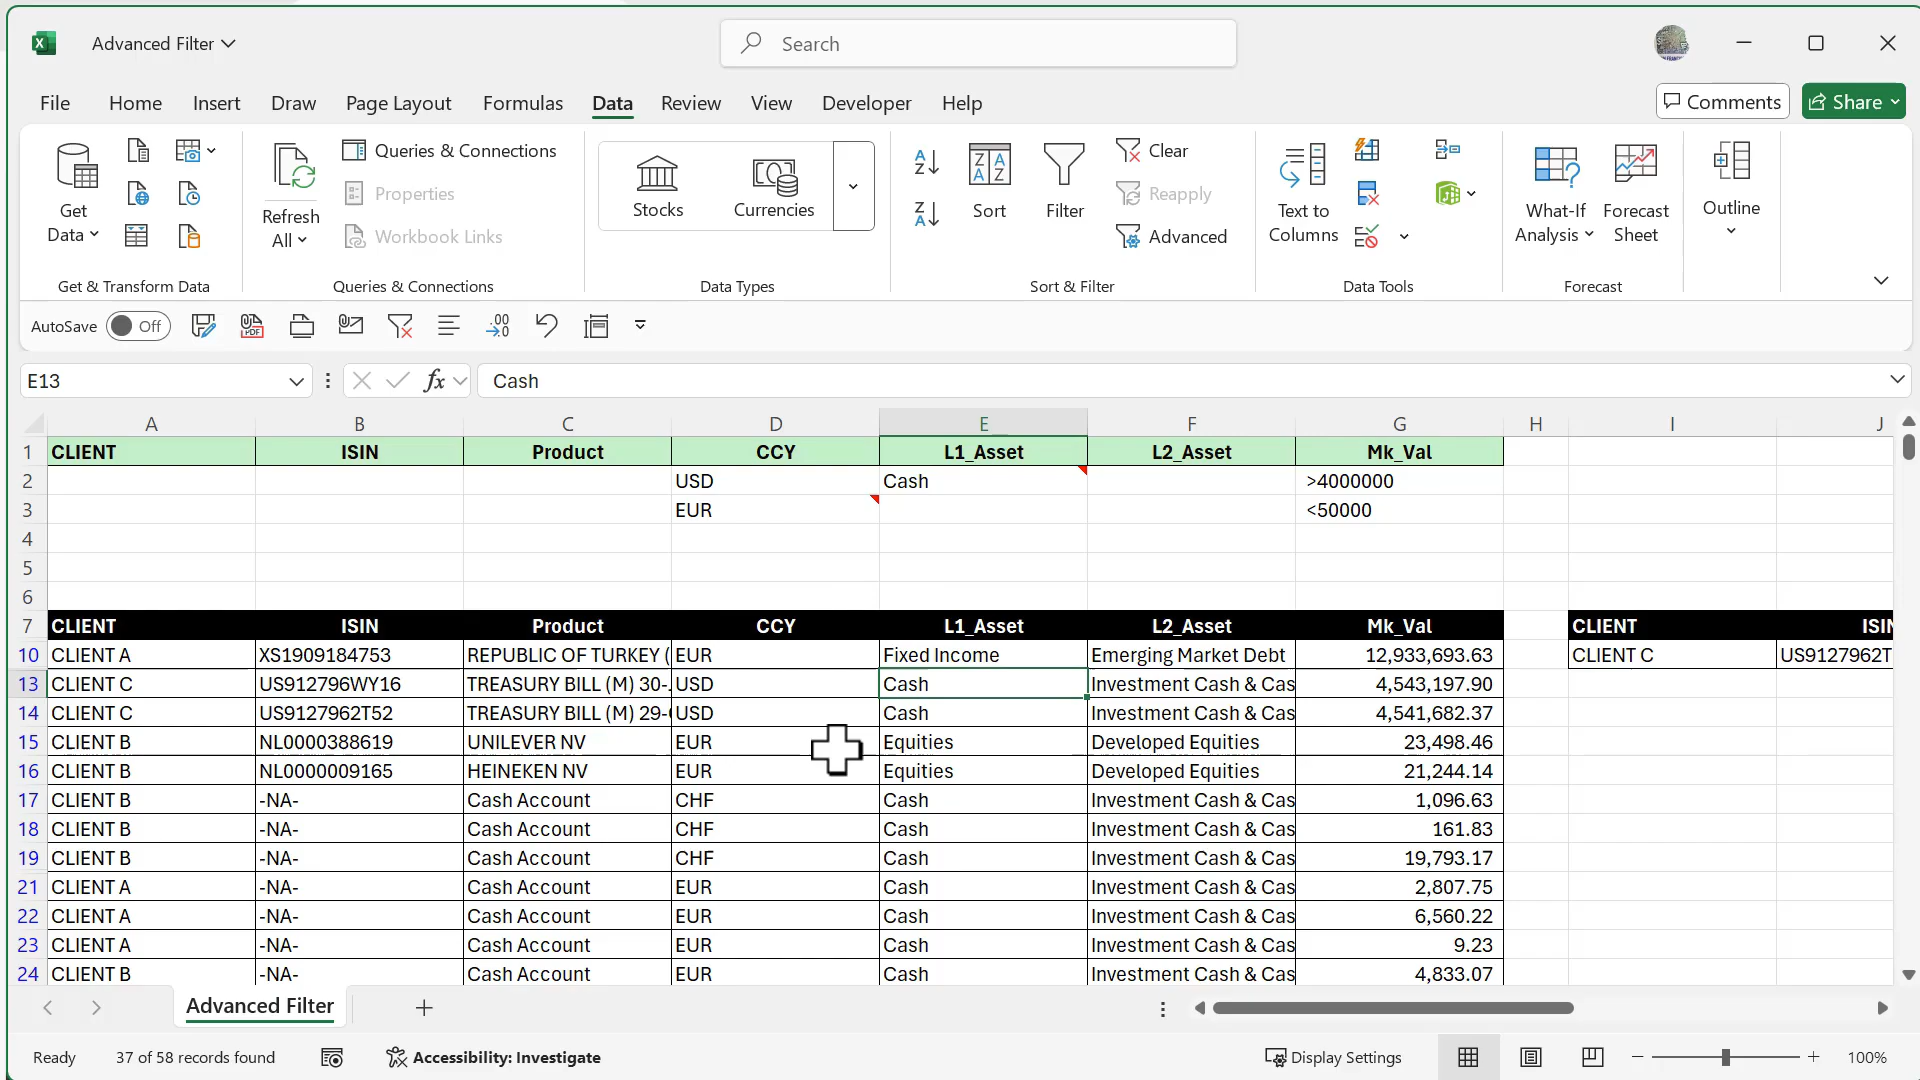 Advanced Filter
Search
File Home Insert Draw Page Layout Formulas Data Review View Developer Help
Comments Share
Get Data
Refresh All
Queries & Connections
Properties
Workbook Links
Stocks
Currencies
Sort
Filter
Clear
Reapply
Advanced
Text to Columns
What-If Analysis
Forecast Sheet
Outline
Get & Transform Data Queries & Connections Data Types Sort & Filter Data Tools Forecast
AutoSave Off
E13 fx Cash
A B C D E F G H I J
1 CLIENT ISIN Product CCY L1_Asset L2_Asset Mk_Val
2 USD Cash >4000000
3 EUR <50000
4
5
6
7 CLIENT ISIN Product CCY L1_Asset L2_Asset Mk_Val CLIENT ISIN
10 CLIENT A XS1909184753 REPUBLIC OF TURKEY ( EUR Fixed Income Emerging Market Debt 12,933,693.63 CLIENT C US9127962T
13 CLIENT C US912796WY16 TREASURY BILL (M) 30- USD Cash Investment Cash & Cas 4,543,197.90
14 CLIENT C US9127962T52 TREASURY BILL (M) 29- USD Cash Investment Cash & Cas 4,541,682.37
15 CLIENT B NL0000388619 UNILEVER NV EUR Equities Developed Equities 23,498.46
16 CLIENT B NL0000009165 HEINEKEN NV EUR Equities Developed Equities 21,244.14
17 CLIENT B -NA- Cash Account CHF Cash Investment Cash & Cas 1,096.63
18 CLIENT B -NA- Cash Account CHF Cash Investment Cash & Cas 161.83
19 CLIENT B -NA- Cash Account CHF Cash Investment Cash & Cas 19,793.17
21 CLIENT A -NA- Cash Account EUR Cash Investment Cash & Cas 2,807.75
22 CLIENT A -NA- Cash Account EUR Cash Investment Cash & Cas 6,560.22
23 CLIENT A -NA- Cash Account EUR Cash Investment Cash & Cas 9.23
24 CLIENT B -NA- Cash Account EUR Cash Investment Cash & Cas 4,833.07
Advanced Filter
Ready 37 of 58 records found Accessibility: Investigate Display Settings 100%